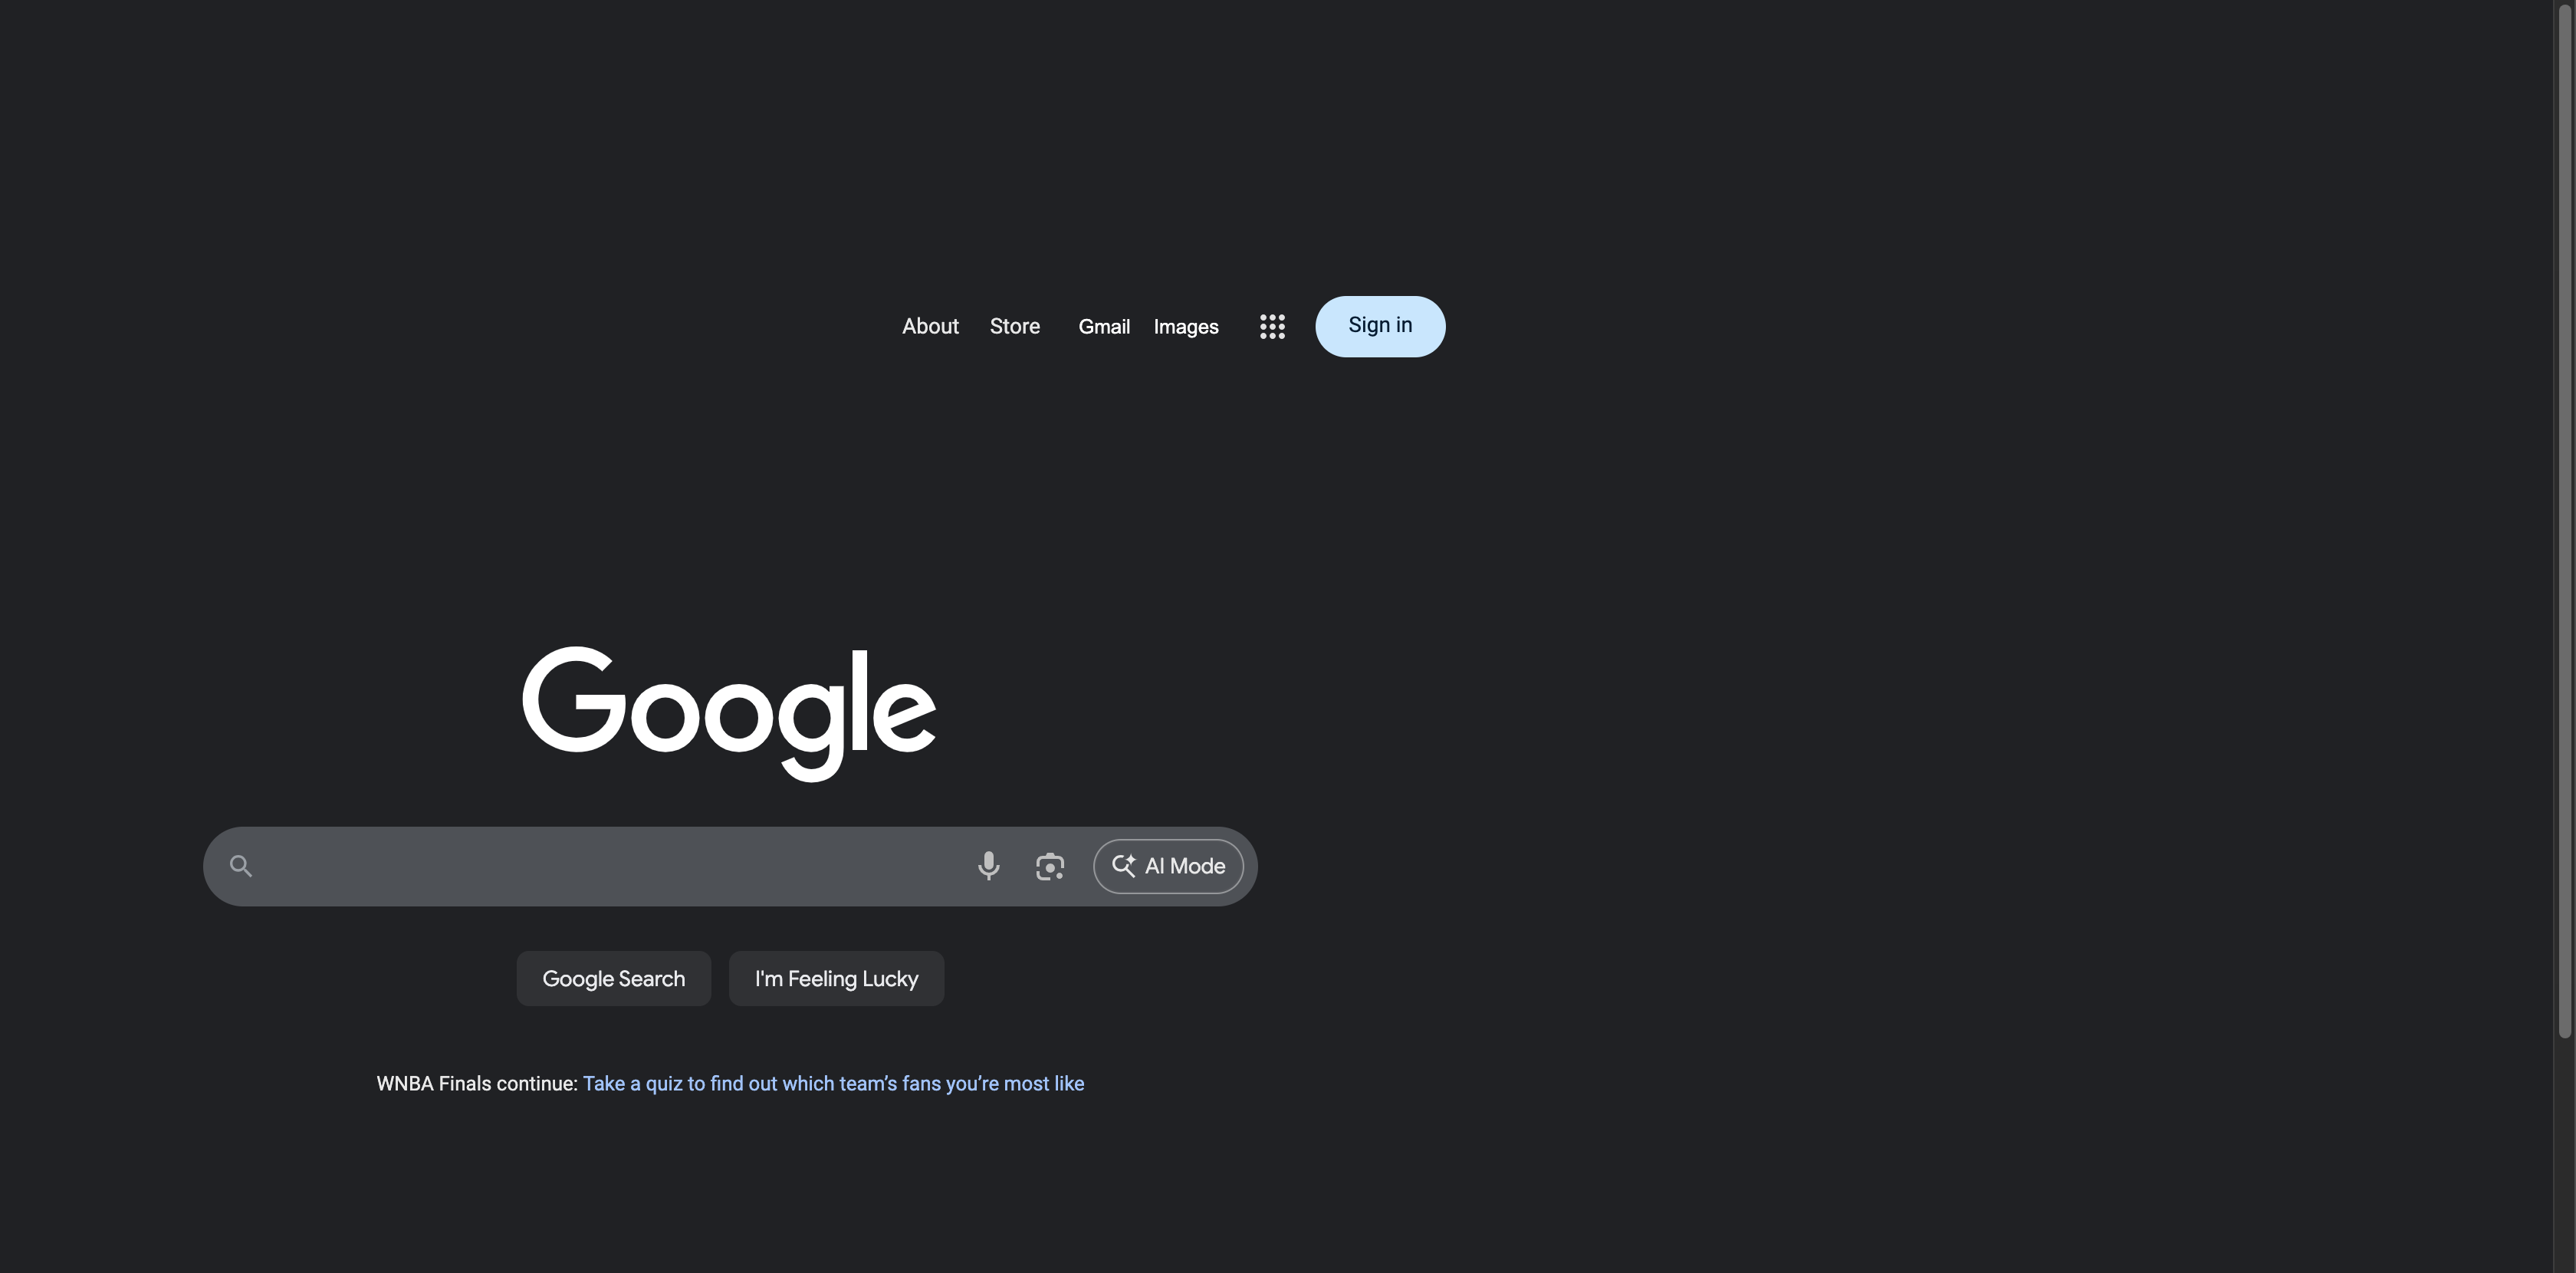 About Store Gmail Images Sign in
Google
AI Mode
Google Search I'm Feeling Lucky
WNBA Finals continue: Take a quiz to find out which team’s fans you’re most like